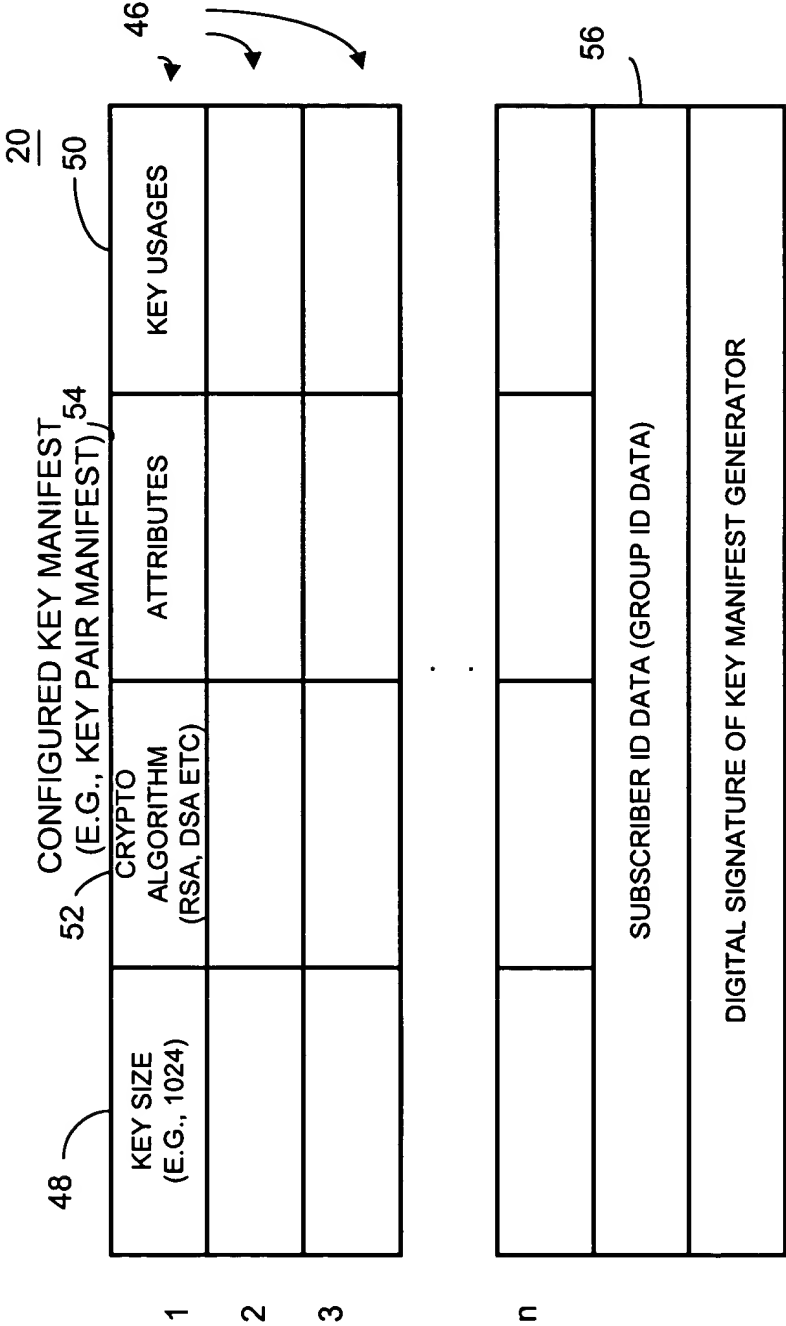 20
CONFIGURED KEY MANIFEST
(E.G., KEY PAIR MANIFEST)
48
52
54
50
46
1
KEY SIZE
(E.G., 1024)
CRYPTO
ALGORITHM
(RSA, DSA ETC)
ATTRIBUTES
KEY USAGES
2
3
n
56
SUBSCRIBER ID DATA (GROUP ID DATA)
DIGITAL SIGNATURE OF KEY MANIFEST GENERATOR